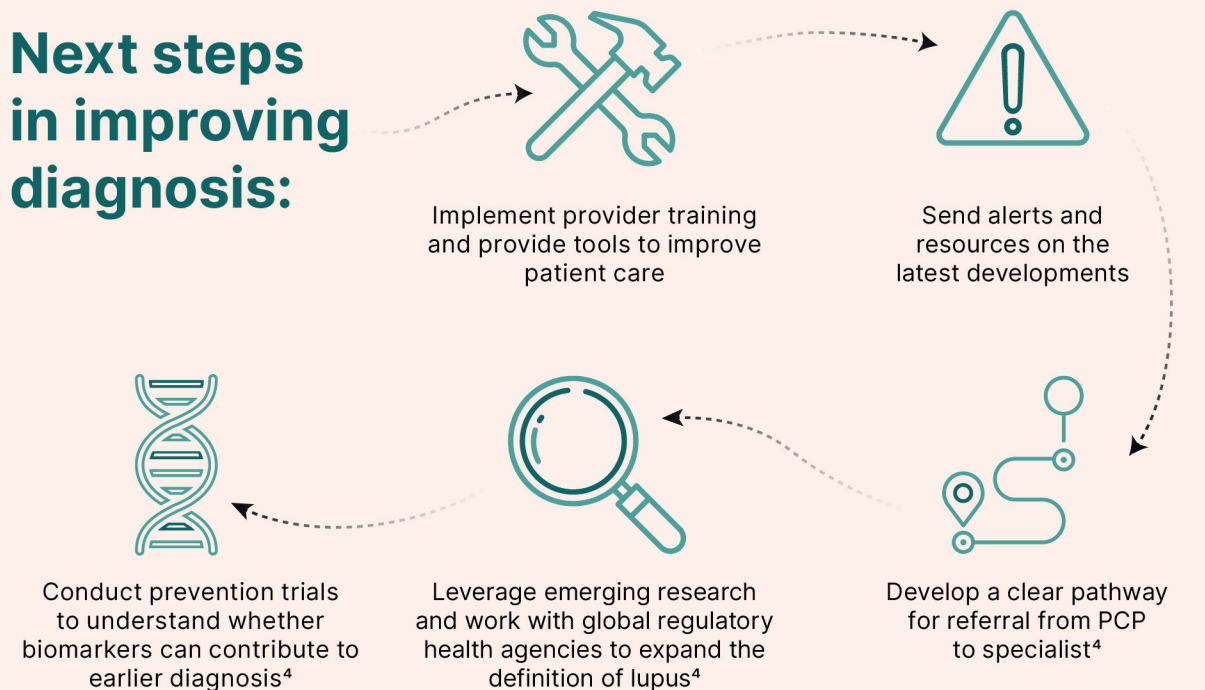 Next steps
in improving
diagnosis:
Implement provider training
and provide tools to improve
patient care
Send alerts and
resources on the
latest developments
Develop a clear pathway
for referral from PCP
to specialist⁴
Leverage emerging research
and work with global regulatory
health agencies to expand the
definition of lupus⁴
Conduct prevention trials
to understand whether
biomarkers can contribute to
earlier diagnosis⁴